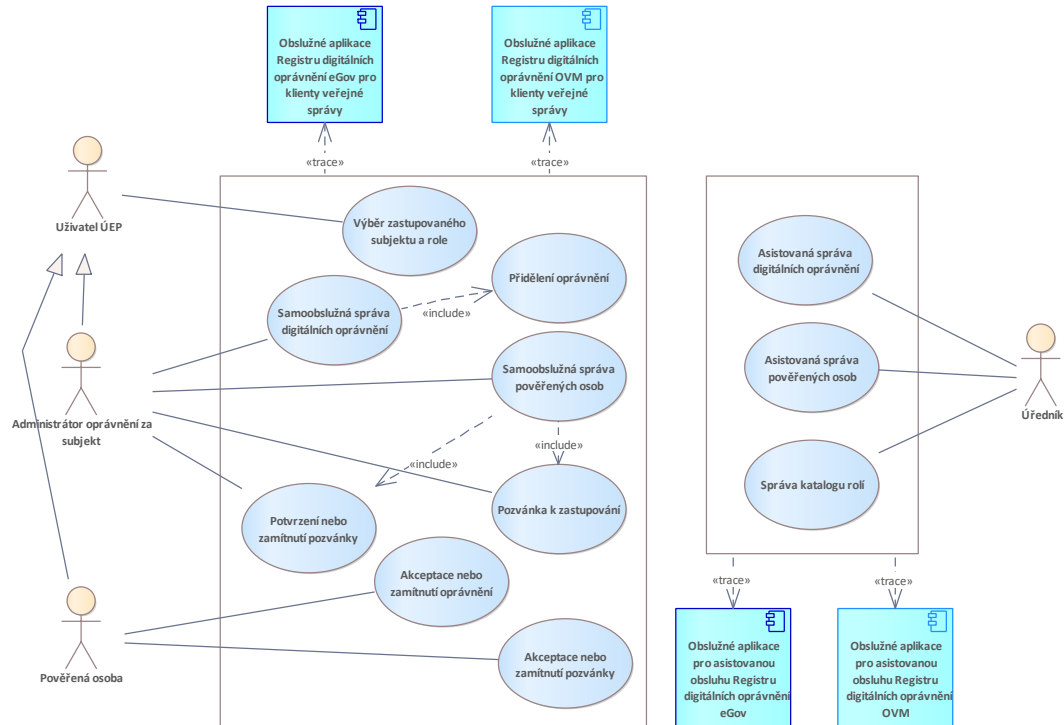 Obslužné aplikace
Registru digitálních
oprávnění eGov pro
klienty veřejné
správy
Obslužné aplikace
Registru digitálních
oprávnění OVM pro
klienty veřejné
správy
«trace»
«trace»
Uživatel ÚEP
Výběr zastupovaného
subjektu a role
Přidělení oprávnění
Samoobslužná správa
digitálních oprávnění
«include»
Samoobslužná správa
pověřených osob
Administrátor oprávnění za
subjekt
«include»
«include»
Potvrzení nebo
zamítnutí pozvánky
Pozvánka k zastupování
Akceptace nebo
zamítnutí oprávnění
Pověřená osoba
Akceptace nebo
zamítnutí pozvánky
Asistovaná správa
digitálních oprávnění
Asistovaná správa
pověřených osob
Úředník
Správa katalogu rolí
«trace»
«trace»
Obslužné aplikace
pro asistovanou
obsluhu Registru
digitálních oprávnění
eGov
Obslužné aplikace
pro asistovanou
obsluhu Registru
digitálních oprávnění
OVM